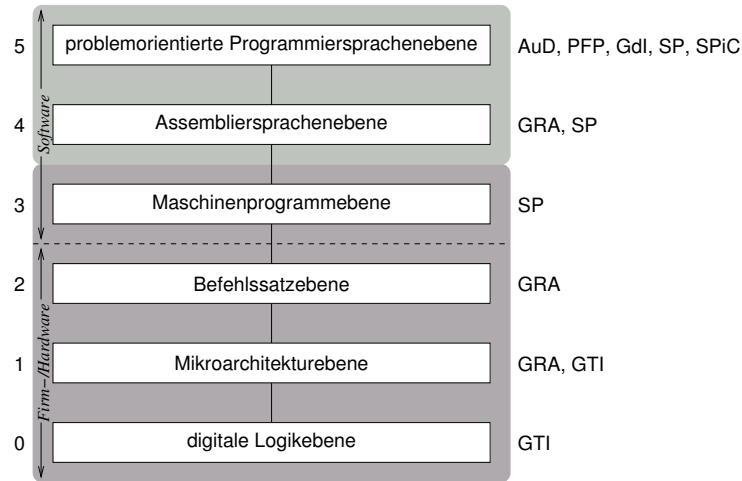 5 problemorientierte Programmiersprachenebene AuD, PFP, GdI, SP, SPiC
Software
4 Assembliersprachenebene GRA, SP
3 Maschinenprogrammebene SP
2 Befehlssatzebene GRA
Firm-/Hardware
1 Mikroarchitekturebene GRA, GTI
0 digitale Logikebene GTI